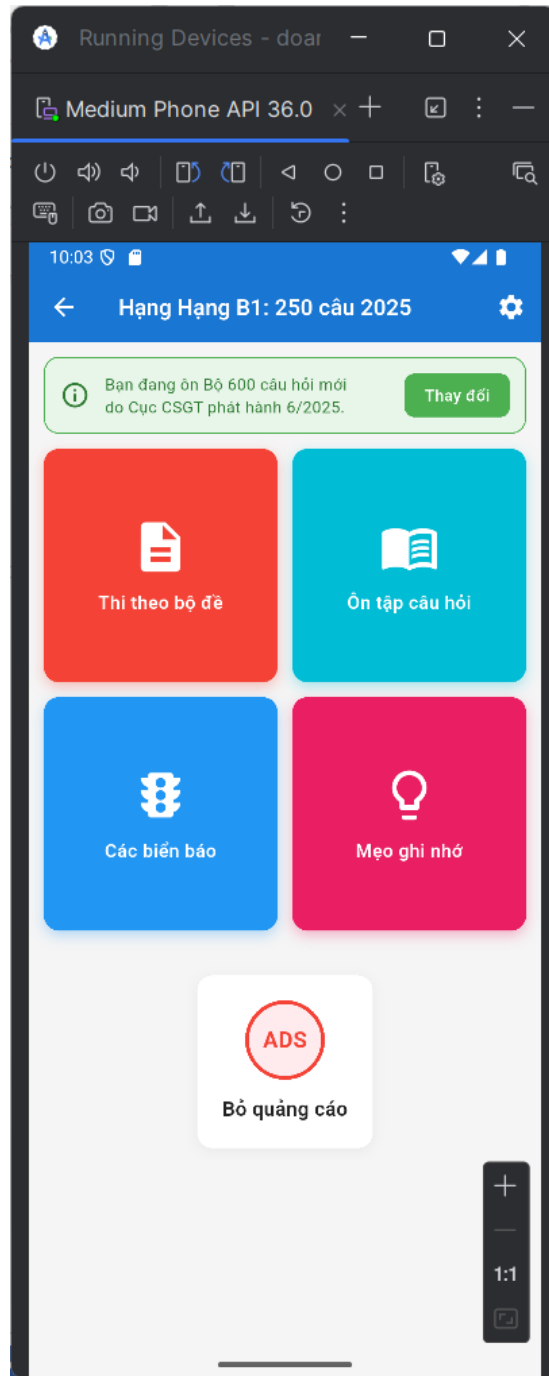 Running Devices - doar
Medium Phone API 36.0
10:03
Hạng Hạng B1: 250 câu 2025
Bạn đang ôn Bộ 600 câu hỏi mới
do Cục CSGT phát hành 6/2025.
Thay đổi
Thi theo bộ đề
Ôn tập câu hỏi
Các biển báo
Mẹo ghi nhớ
ADS
Bỏ quảng cáo
1:1